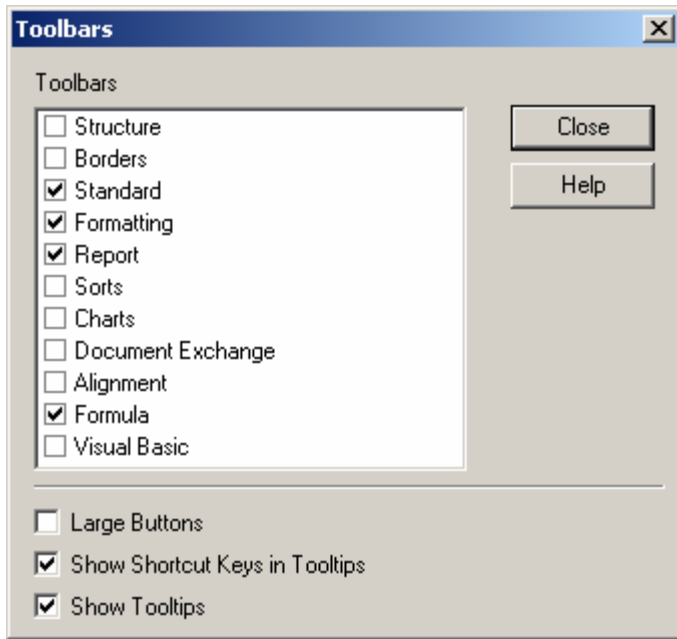 Toolbars
Toolbars
Structure
Borders
Standard
Formatting
Report
Sorts
Charts
Document Exchange
Alignment
Formula
Visual Basic
Close
Help
Large Buttons
Show Shortcut Keys in Tooltips
Show Tooltips